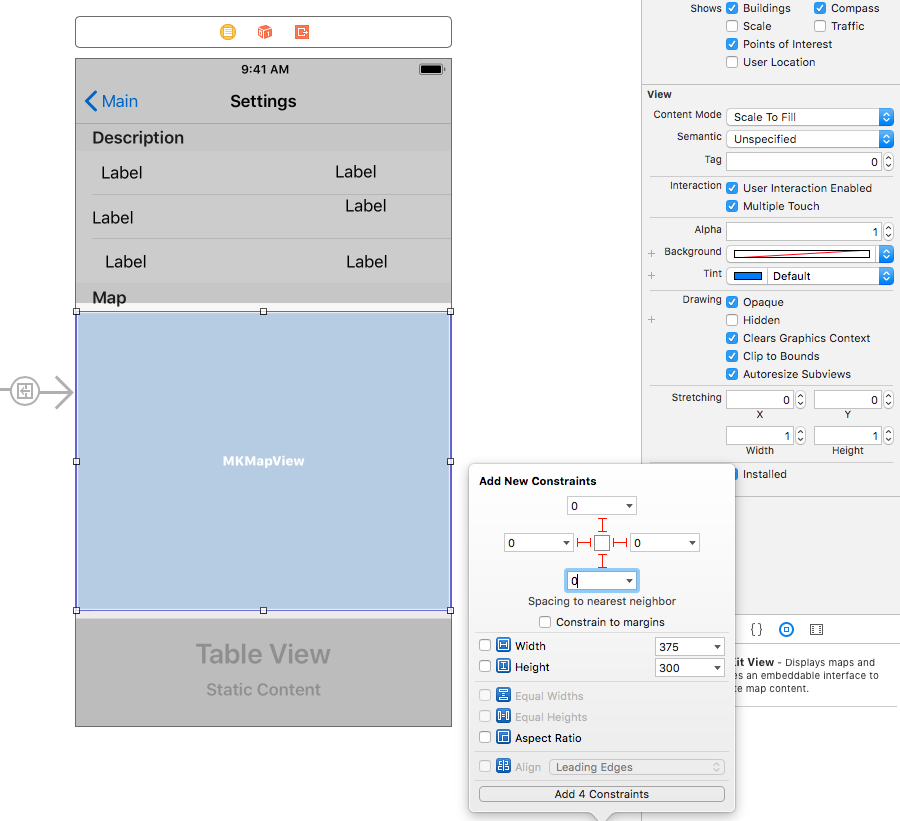 Shows Buildings Compass
Scale Traffic
Points of Interest
User Location
View
Content Mode Scale To Fill
Semantic Unspecified
Tag 0
Interaction User Interaction Enabled
Multiple Touch
Alpha 1
+ Background
+ Tint Default
Drawing Opaque
+ Hidden
Clears Graphics Context
Clip to Bounds
Autoresize Subviews
Stretching 0 0
X Y
1 1
Width Height
Installed
9:41 AM
Main Settings
Description
Label Label
Label Label
Label Label
Map
MKMapView
Table View
Static Content
Add New Constraints
0
0 0
0
Spacing to nearest neighbor
Constrain to margins
Width 375
Height 300
Equal Widths
Equal Heights
Aspect Ratio
Align Leading Edges
Add 4 Constraints
{}
View - Displays maps and
an embeddable interface to
map content.